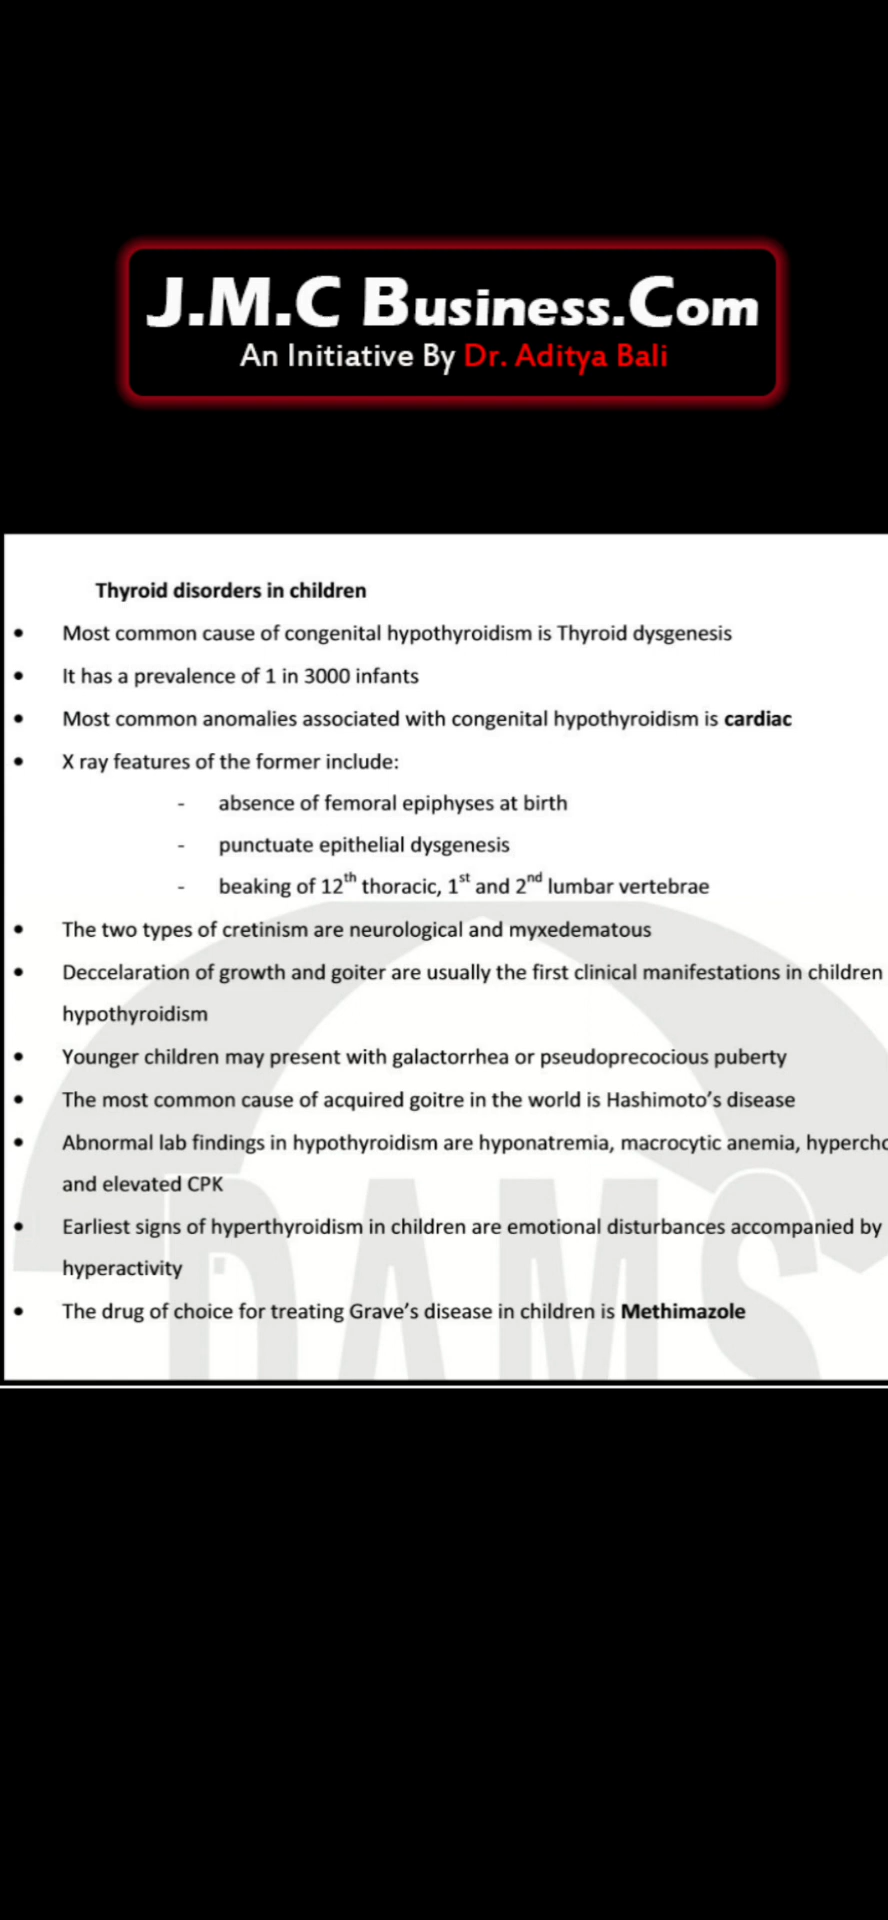 J.M.C Business.Com
An Initiative By Dr. Aditya Bali
Thyroid disorders in children
• Most common cause of congenital hypothyroidism is Thyroid dysgenesis
• It has a prevalence of 1 in 3000 infants
• Most common anomalies associated with congenital hypothyroidism is cardiac
• X ray features of the former include:
- absence of femoral epiphyses at birth
- punctuate epithelial dysgenesis
- beaking of 12th thoracic, 1st and 2nd lumbar vertebrae
• The two types of cretinism are neurological and myxedematous
• Deccelaration of growth and goiter are usually the first clinical manifestations in children
hypothyroidism
• Younger children may present with galactorrhea or pseudoprecocious puberty
• The most common cause of acquired goitre in the world is Hashimoto's disease
• Abnormal lab findings in hypothyroidism are hyponatremia, macrocytic anemia,
and elevated CPK
• Earliest signs of hyperthyroidism in children are emotional disturbances accompanied by
hyperactivity
• The drug of choice for treating Grave's disease in children is Methimazole
DAMS